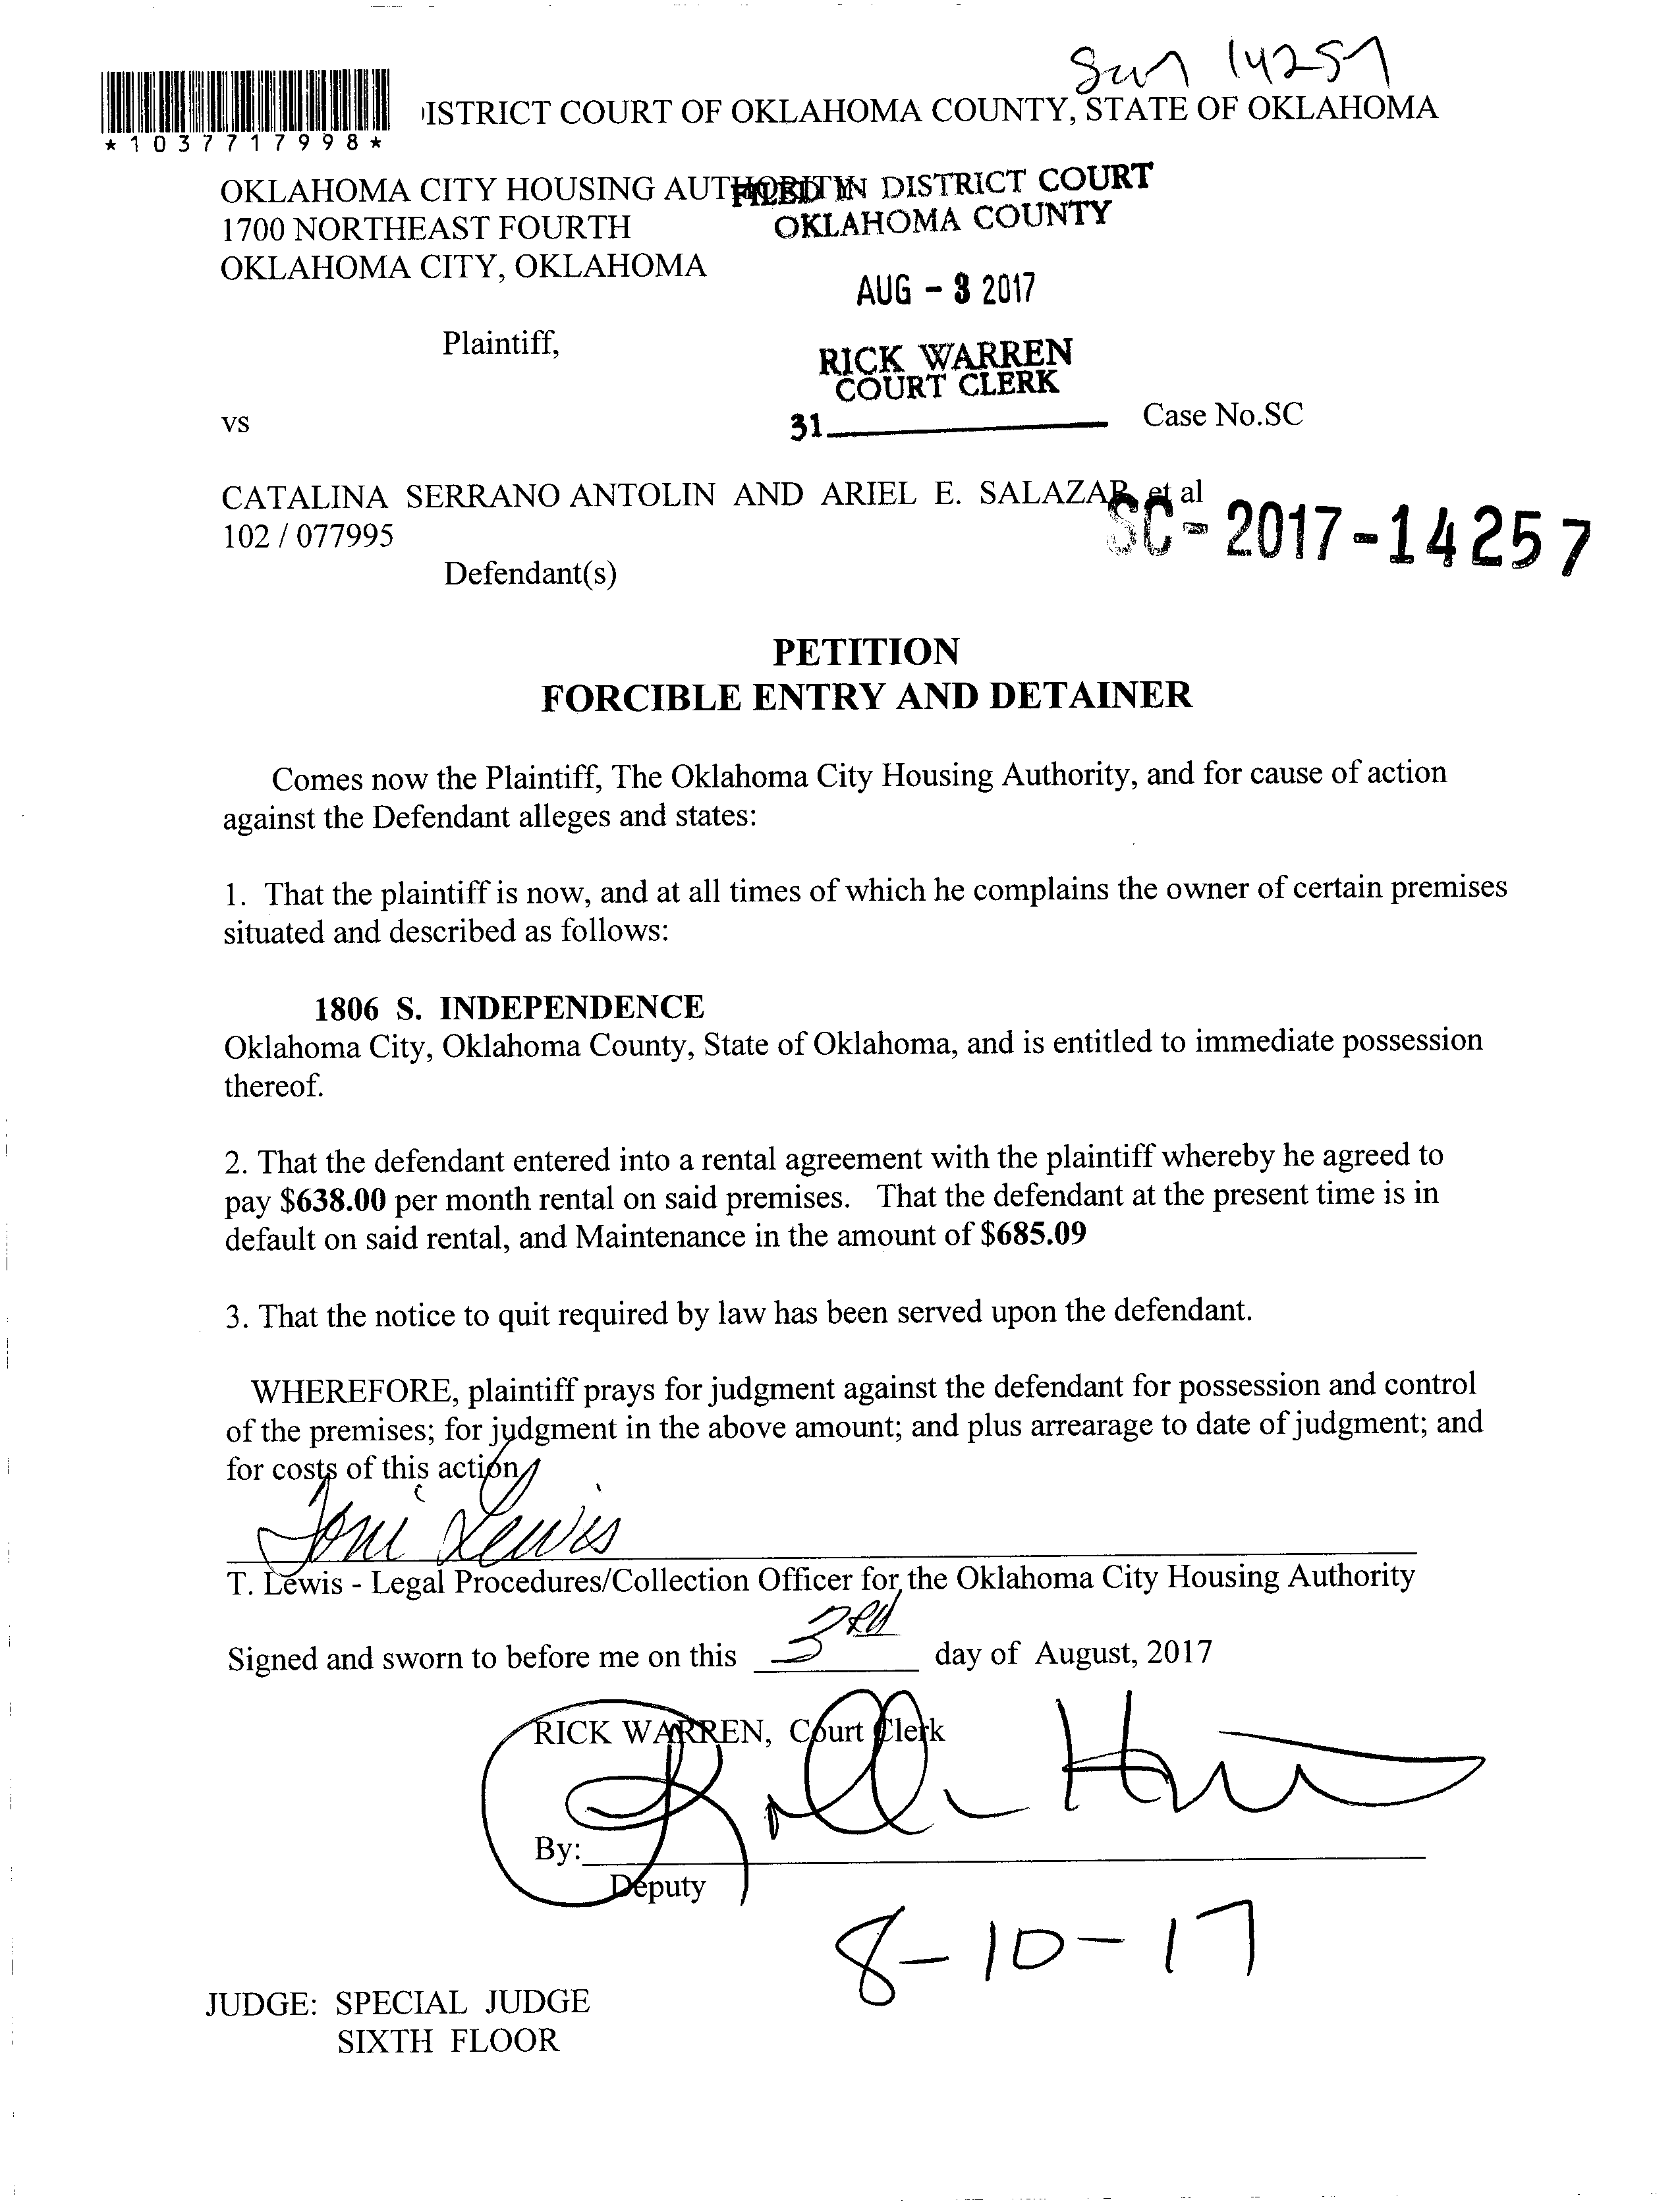 14257
ISTRICT COURT OF OKLAHOMA COUNTY, STATE OF OKLAHOMA
*1037717998*
OKLAHOMA CITY HOUSING AUTHORITY
FILED IN DISTRICT COURT
OKLAHOMA COUNTY
1700 NORTHEAST FOURTH
OKLAHOMA CITY, OKLAHOMA
AUG - 3 2017
Plaintiff,
RICK WARREN
COURT CLERK
31
vs
Case No.SC
CATALINA SERRANO ANTOLIN AND ARIEL E. SALAZAR, et al
SC-2017-14257
102 / 077995
Defendant(s)
PETITION
FORCIBLE ENTRY AND DETAINER
Comes now the Plaintiff, The Oklahoma City Housing Authority, and for cause of action
against the Defendant alleges and states:
1. That the plaintiff is now, and at all times of which he complains the owner of certain premises
situated and described as follows:
1806 S. INDEPENDENCE
Oklahoma City, Oklahoma County, State of Oklahoma, and is entitled to immediate possession
thereof.
2. That the defendant entered into a rental agreement with the plaintiff whereby he agreed to
pay $638.00 per month rental on said premises. That the defendant at the present time is in
default on said rental, and Maintenance in the amount of $685.09
3. That the notice to quit required by law has been served upon the defendant.
WHEREFORE, plaintiff prays for judgment against the defendant for possession and control
of the premises; for judgment in the above amount; and plus arrearage to date of judgment; and
for costs of this action.
Toni Lewis
T. Lewis - Legal Procedures/Collection Officer for the Oklahoma City Housing Authority
Signed and sworn to before me on this 3RD day of August, 2017
RICK WARREN, Court Clerk
By:
Deputy
8-10-17
JUDGE: SPECIAL JUDGE
SIXTH FLOOR